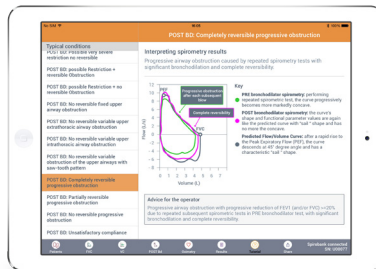 No SIM
100%
POST BD: Completely reversible progressive obstruction
Typical conditions
POST BD: Possible very severe
restriction no reversible
POST BD: possible Restriction +
reversible Obstruction
POST BD: possible Restriction + no
reversible Obstruction
POST BD: No reversible fixed upper
airway obstruction
POST BD: No reversible variable upper
extrathoracic airway obstruction
POST BD: No reversible variable upper
intrathoracic airway obstruction
POST BD: No reversible variable
obstruction of the upper airways with
saw-tooth pattern
POST BD: Completely reversible
progressive obstruction
POST BD: Partially reversible
progressive obstruction
POST BD: No reversible progressive
obstruction
POST BD: Unsatisfactory compliance
Interpreting spirometry results
Progressive airway obstruction caused by repeated spirometry tests with
significant bronchodilation and complete reversibility.
PEF
Progressive obstruction
after each subsequent
blow
Complete reversibility
FVC
Flow (L/s)
Volume (L)
0 1 2 3 4 5 6 7
Key
PRE bronchodilator spirometry: performing
repeated spirometric test, the curve progressively
becomes more markedly concave.
POST bronchodilator spirometry: the curve's
shape and functional parameter values are again
like the predicted curve with "sail" shape and has
no more the concave.
Predicted Flow/Volume Curve: after a rapid rise to
the Peak Expiratory Flow (PEF), the curve
descends at 45° degree angle and has a
characteristic "sail" shape
Advice for the operator
Progressive airway obstruction with progressive reduction of FEV1 (and/or FVC) >=20%
due to repeated subsequent spirometric tests in PRE bronchodilator test, with significant
bronchodilation and complete reversibility.
Spirobank connected